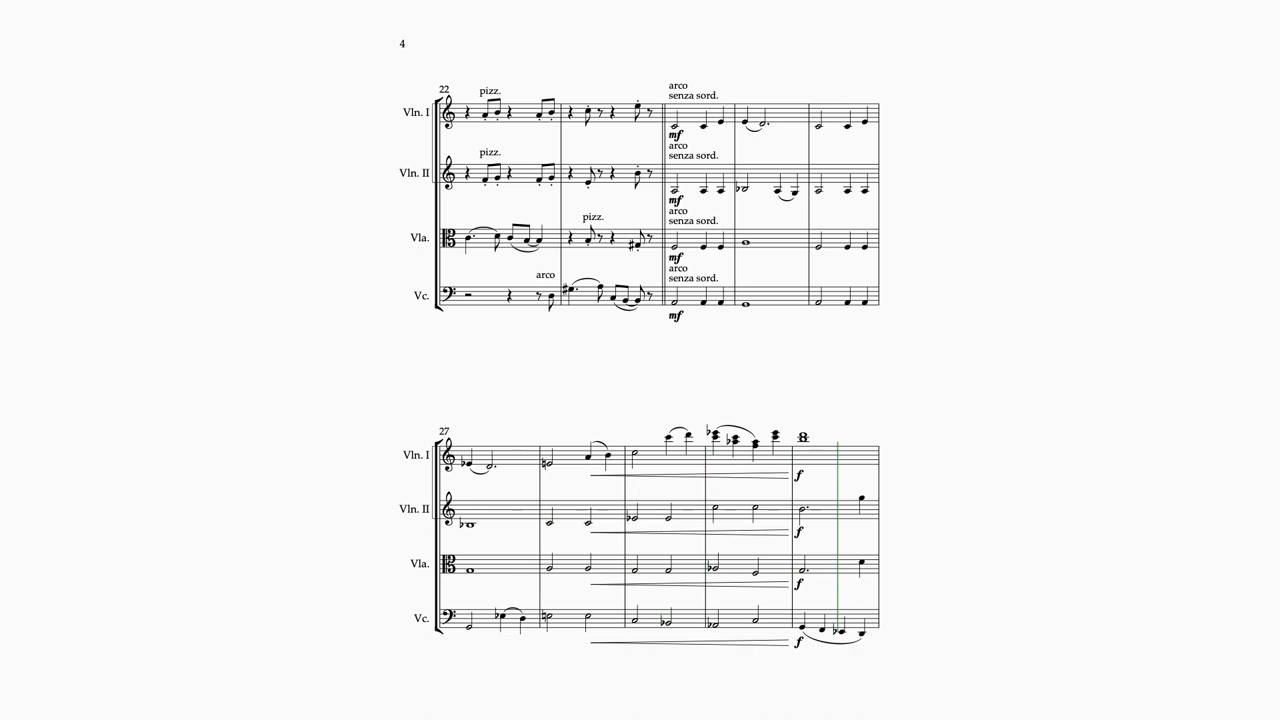 4
22
pizz.
arco
senza sord.
Vln. I
mf
pizz.
arco
senza sord.
Vln. II
mf
pizz.
arco
senza sord.
Vla.
mf
arco
arco
senza sord.
Vc.
mf
27
Vln. I
f
Vln. II
f
Vla.
f
Vc.
f